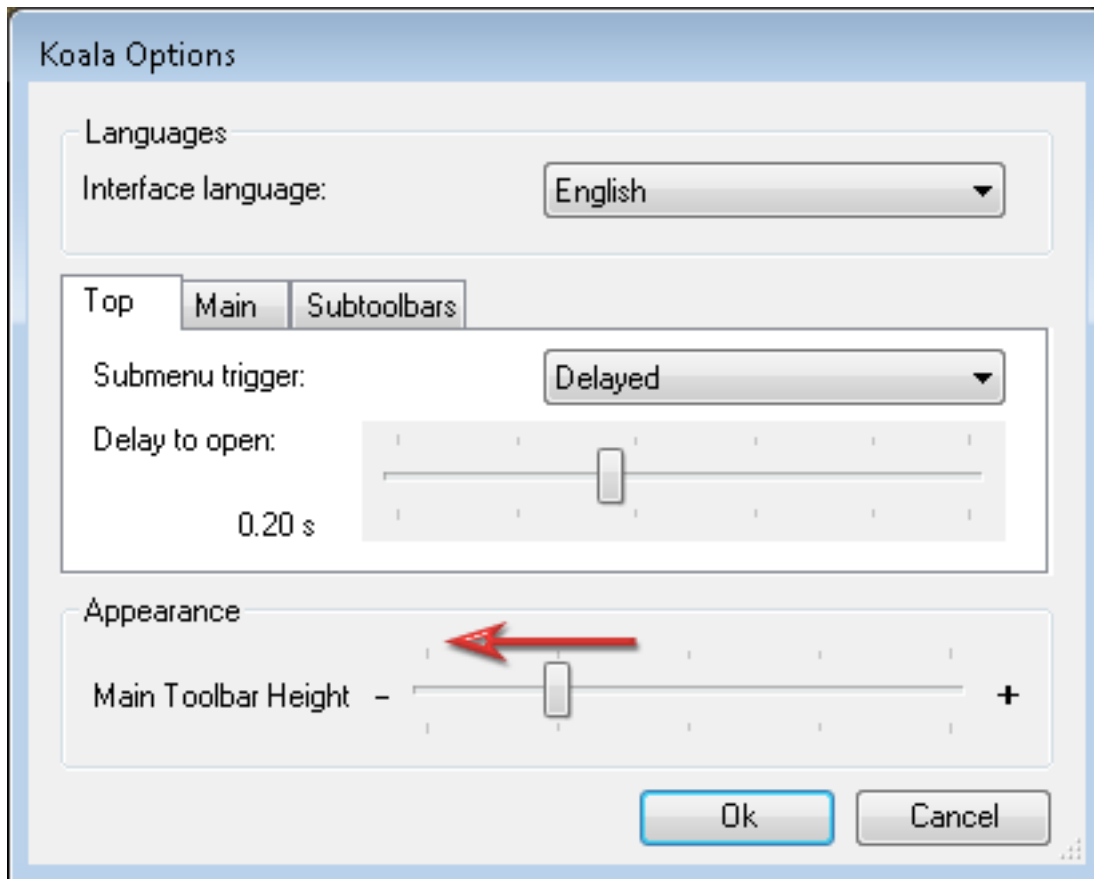 Koala Options
Languages
Interface language: English
Top Main Subtoolbars
Submenu trigger: Delayed
Delay to open:
0.20 s
Appearance
Main Toolbar Height - +
Ok Cancel